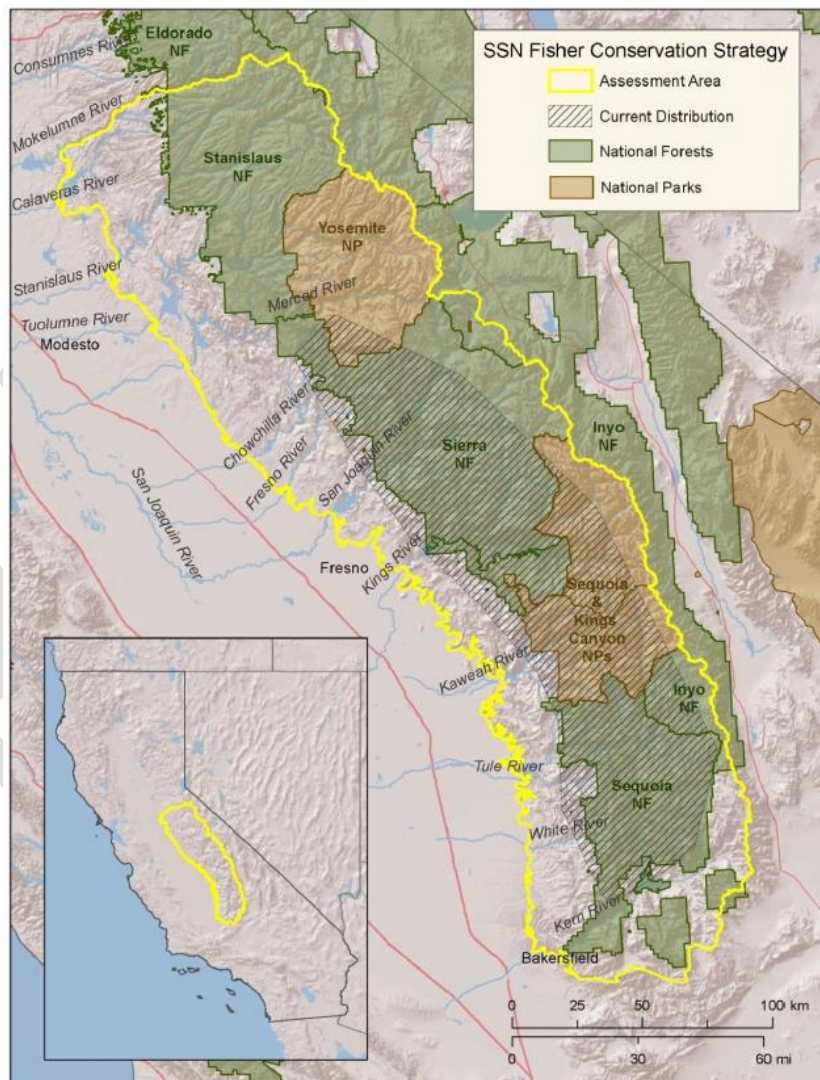 SSN Fisher Conservation Strategy
Assessment Area
Current Distribution
National Forests
National Parks
Eldorado
NF
Consumnes River
Mokelumne River
Stanislaus
NF
Calaveras River
Yosemite
NP
Stanislaus River
Merced River
Tuolumne River
Modesto
Chowchilla River
Fresno River
San Joaquin River
San Joaquin River
Sierra
NF
Inyo
NF
Fresno
Kings River
Sequoia
&
Kings
Canyon
NPs
Kaweah River
Inyo
NF
Tule River
Sequoia
NF
White River
Kern River
Bakersfield
0 25 50 100 km
0 30 60 mi